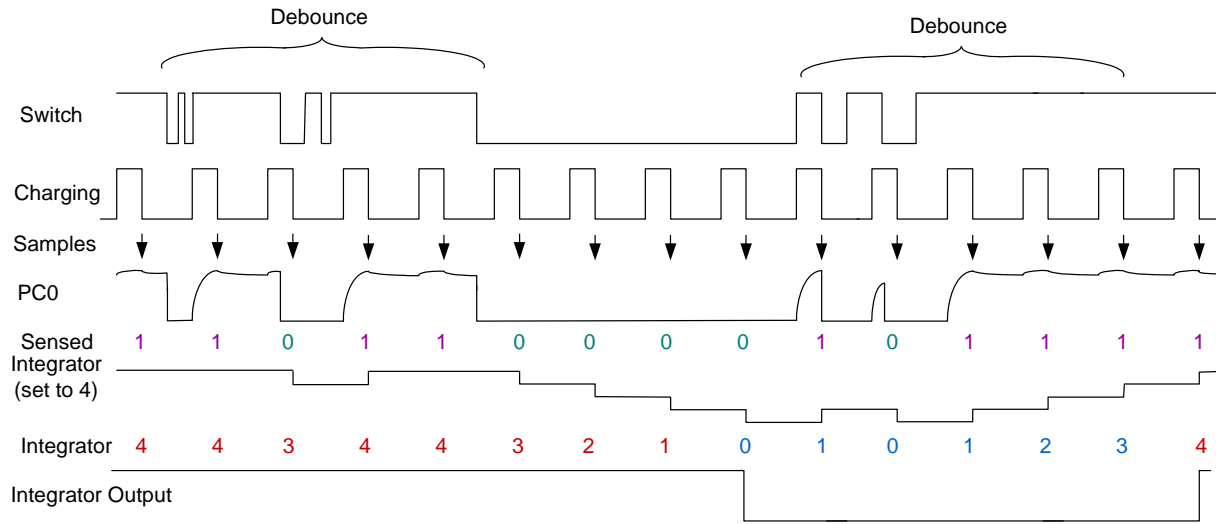 Debounce
Debounce
Switch
Charging
Samples
PC0
Sensed 1 1 0 1 1 0 0 0 0 1 0 1 1 1 1
Integrator
(set to 4)
Integrator 4 4 3 4 4 3 2 1 0 1 0 1 2 3 4
Integrator Output